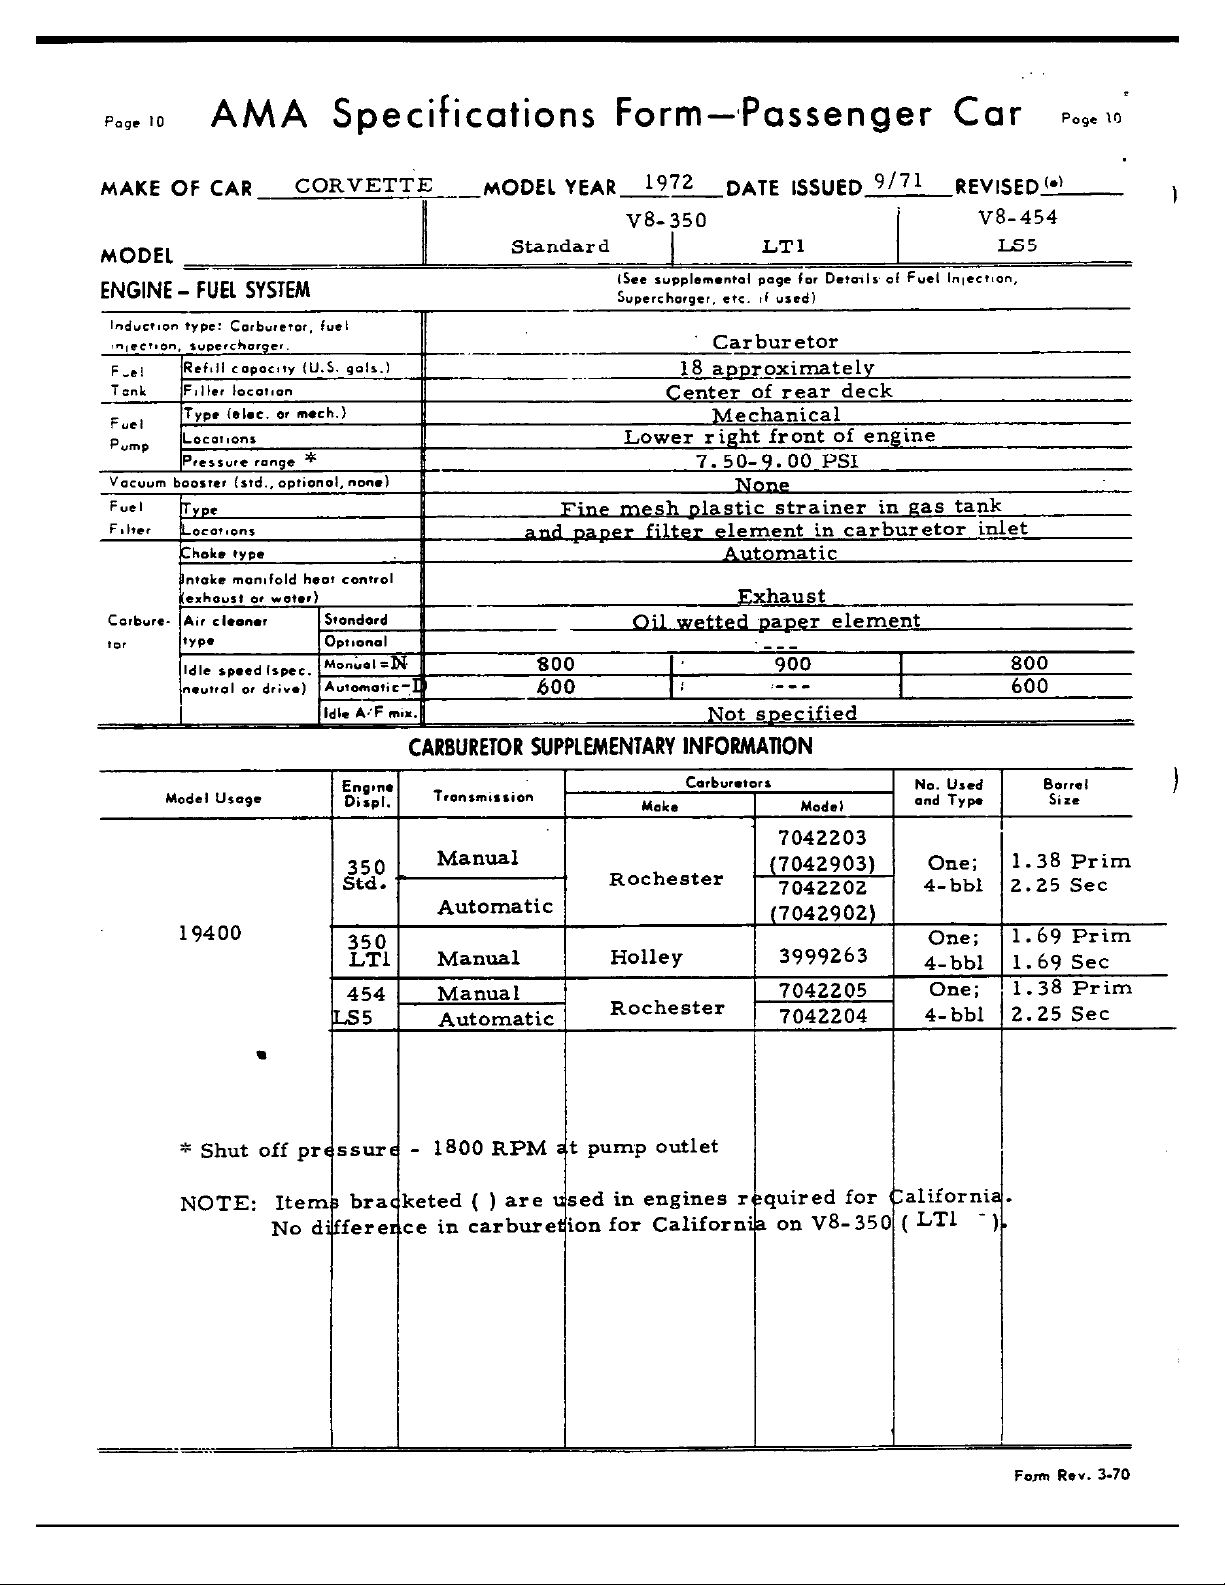 Page 10 AMA Specifications Form—Passenger Car Page 10
MAKE OF CAR CORVETTE MODEL YEAR 1972 DATE ISSUED 9/71 REVISED (•)
V8-350 V8-454
MODEL Standard LT1 LS5
ENGINE – FUEL SYSTEM (See supplemental page for Details of Fuel Injection,
Supercharger, etc. if used)
Induction type: Carburetor, fuel
injection, supercharger. Carburetor
Fuel Refill capacity (U.S. gals.) 18 approximately
Tank Filler location Center of rear deck
Fuel Type (elec. or mech.) Mechanical
Pump Locations Lower right front of engine
Pressure range * 7.50-9.00 PSI
Vacuum booster (std., optional, none) None
Fuel Type Fine mesh plastic strainer in gas tank
Filter Locations and paper filter element in carburetor inlet
Choke type Automatic
Intake manifold heat control
(exhaust or water) Exhaust
Carbure- Air cleaner Standard Oil wetted paper element
tor type Optional ---
Idle speed (spec. Manual =N 800 900 800
neutral or drive) Automatic-D 600 --- 600
Idle A/F mix. Not specified
CARBURETOR SUPPLEMENTARY INFORMATION
Model Usage Engine Displ. Transmission Carburetors No. Used and Type Barrel Size
Make Model
7042203
350 Manual (7042903) One; 1.38 Prim
Std. Rochester 7042202 4-bbl 2.25 Sec
Automatic (7042902)
19400 350 One; 1.69 Prim
LT1 Manual Holley 3999263 4-bbl 1.69 Sec
454 Manual 7042205 One; 1.38 Prim
LS5 Automatic Rochester 7042204 4-bbl 2.25 Sec
* Shut off pressure - 1800 RPM at pump outlet
NOTE: Items bracketed ( ) are used in engines required for California.
No difference in carburetion for California on V8-350 ( LT1 - ).
Form Rev. 3-70